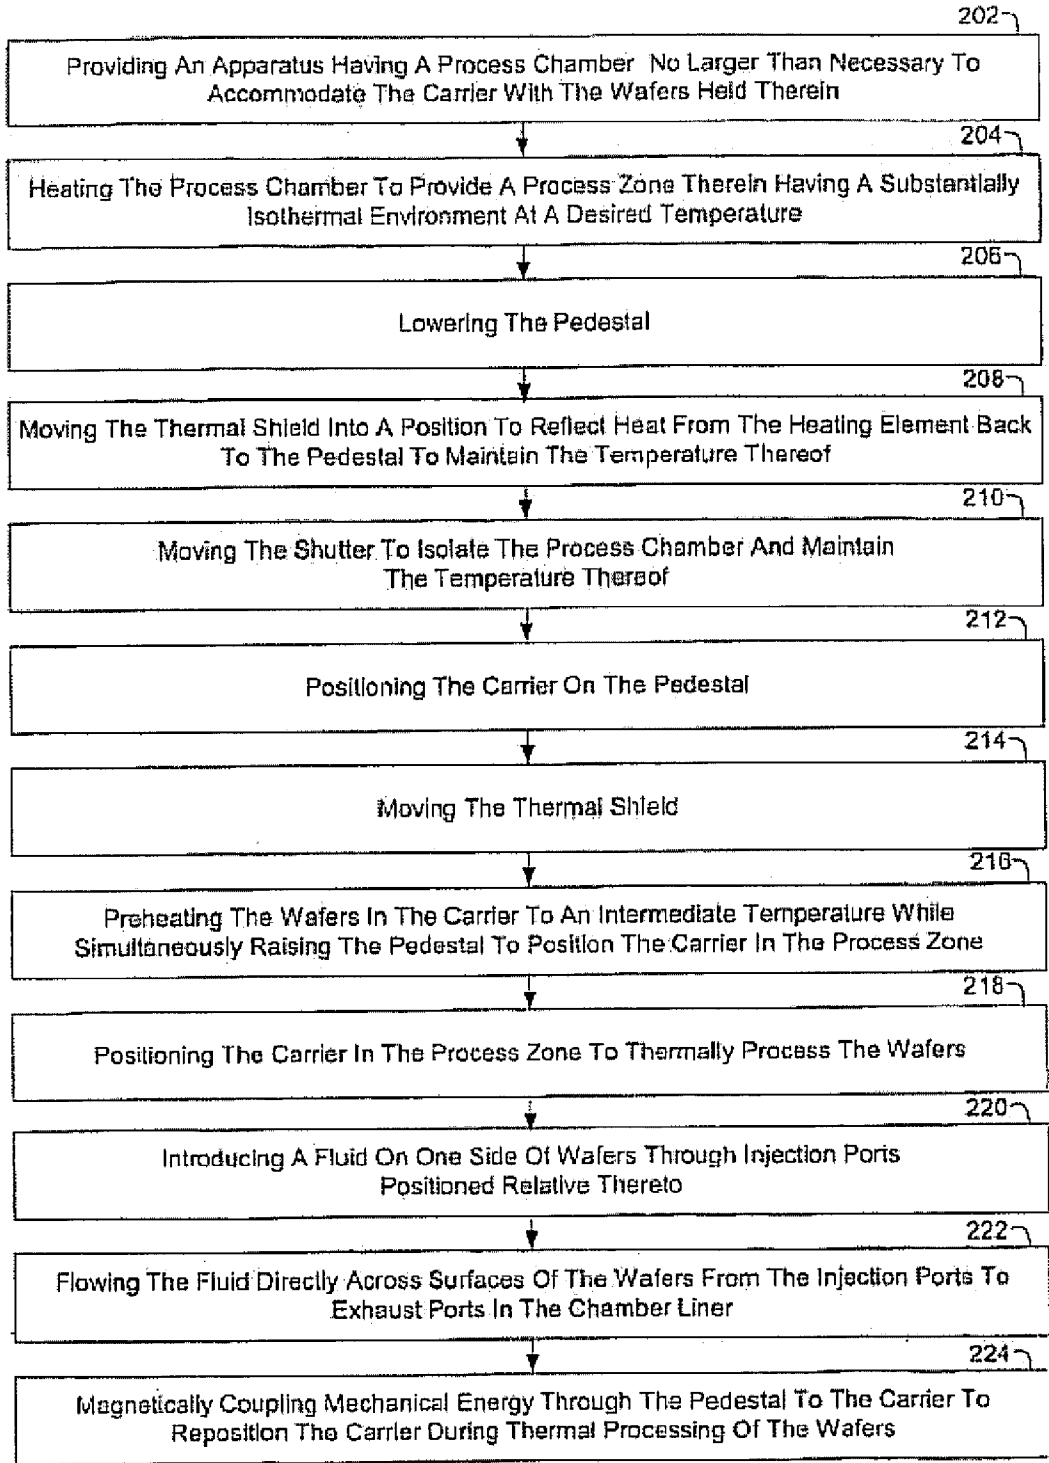 202
Providing An Apparatus Having A Process Chamber No Larger Than Necessary To
Accommodate The Carrier With The Wafers Held Therein
204
Heating The Process Chamber To Provide A Process Zone Therein Having A Substantially
Isothermal Environment At A Desired Temperature
206
Lowering The Pedestal
208
Moving The Thermal Shield Into A Position To Reflect Heat From The Heating Element Back
To The Pedestal To Maintain The Temperature Thereof
210
Moving The Shutter To Isolate The Process Chamber And Maintain
The Temperature Thereof
212
Positioning The Carrier On The Pedestal
214
Moving The Thermal Shield
216
Preheating The Wafers In The Carrier To An Intermediate Temperature While
Simultaneously Raising The Pedestal To Position The Carrier In The Process Zone
218
Positioning The Carrier In The Process Zone To Thermally Process The Wafers
220
Introducing A Fluid On One Side Of Wafers Through Injection Ports
Positioned Relative Thereto
222
Flowing The Fluid Directly Across Surfaces Of The Wafers From The Injection Ports To
Exhaust Ports In The Chamber Liner
224
Magnetically Coupling Mechanical Energy Through The Pedestal To The Carrier To
Reposition The Carrier During Thermal Processing Of The Wafers